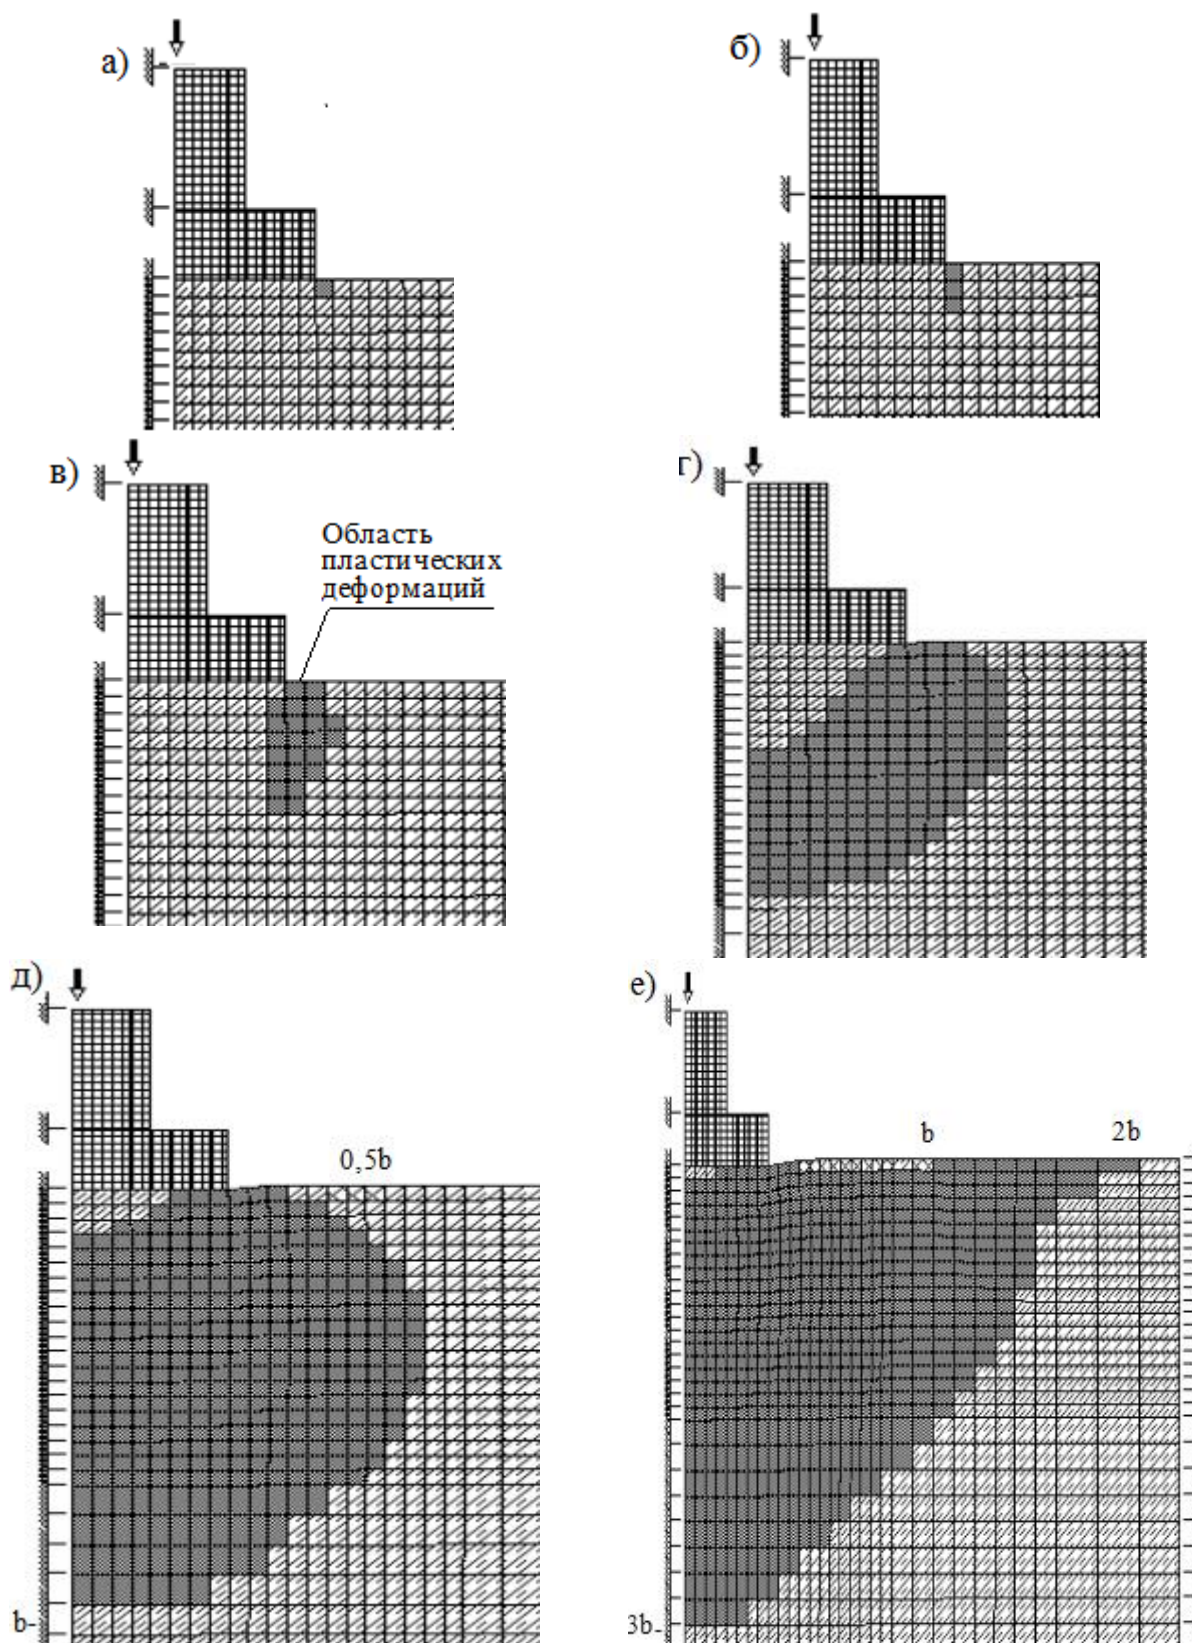 а)
б)
в)
Область
пластических
деформаций
г)
д)
0,5b
b-
е)
b
2b
3b-